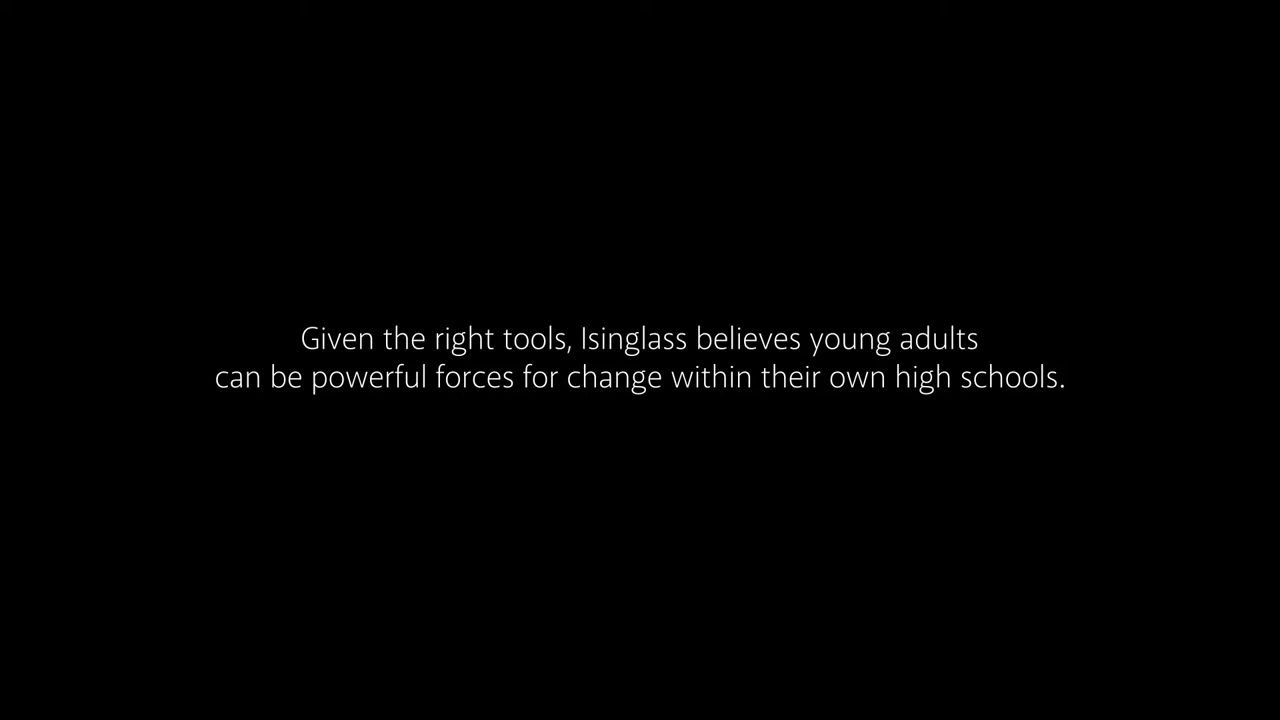 Given the right tools, Isinglass believes young adults
can be powerful forces for change within their own high schools.